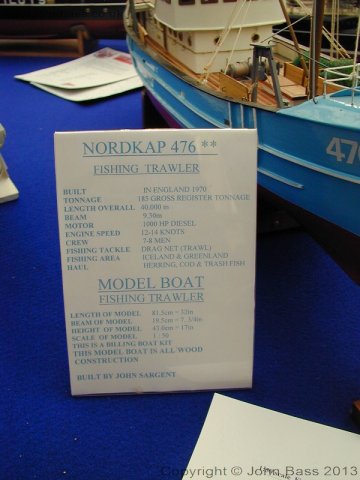 NORDKAP 476 **
FISHING TRAWLER
BUILT IN ENGLAND 1970
TONNAGE 185 GROSS REGISTER TONNAGE
LENGTH OVERALL 40.000 m
BEAM 9.30m
MOTOR 1000 HP DIESEL
ENGINE SPEED 12-14 KNOTS
CREW 7-8 MEN
FISHING TACKLE DRAG NET (TRAWL)
FISHING AREA ICELAND & GREENLAND
HAUL HERRING, COD & TRASH FISH
MODEL BOAT
FISHING TRAWLER
LENGTH OF MODEL 81.5cm = 32in
BEAM OF MODEL 19.5cm = 7. 3/4in
HEIGHT OF MODEL 43.0cm = 17in
SCALE OF MODEL 1 : 50
THIS IS A BILLING BOAT KIT
THIS MODEL BOAT IS ALL WOOD
CONSTRUCTION
BUILT BY JOHN SARGENT
Copyright © John Bass 2013